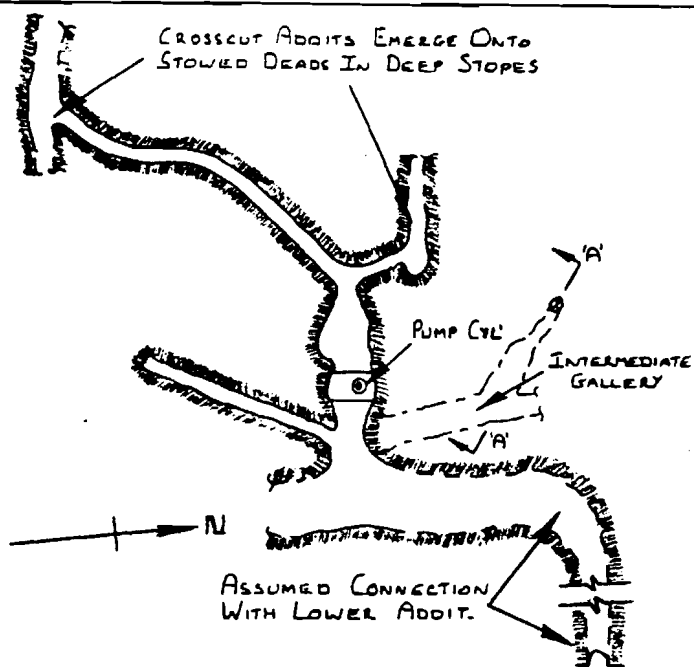 CROSSCUT ADDITS EMERGE ONTO
STOWED DEADS IN DEEP STOPES
'A'
PUMP CYL'
INTERMEDIATE
GALLERY
'A'
N
ASSUMED CONNECTION
WITH LOWER ADDIT.